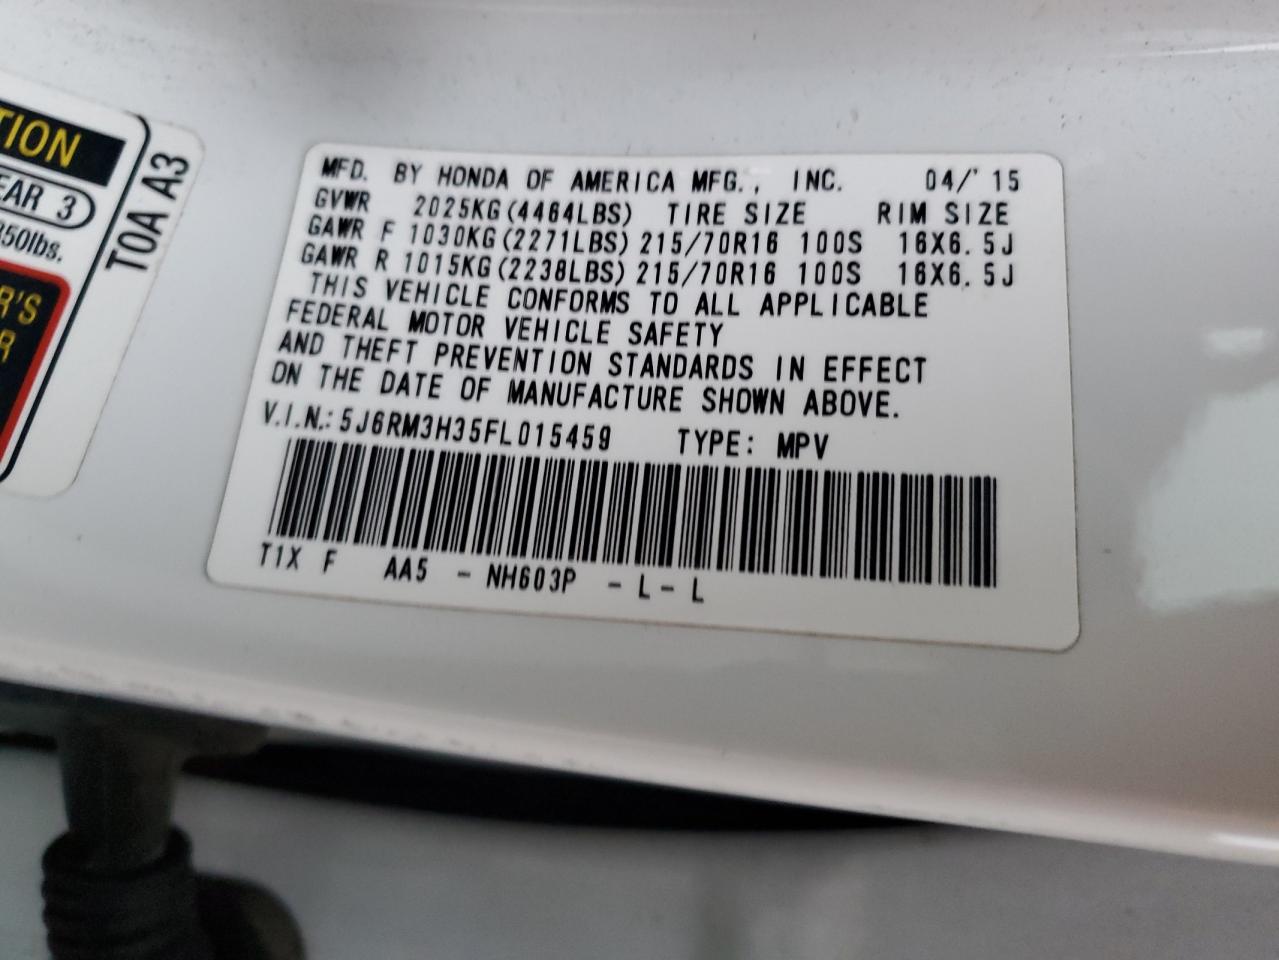 TION
EAR 3
350lbs.
R'S
R
T0A A3
MFD. BY HONDA OF AMERICA MFG., INC. 04/'15
GVWR 2025KG(4464LBS) TIRE SIZE RIM SIZE
GAWR F 1030KG(2271LBS) 215/70R16 100S 16X6.5J
GAWR R 1015KG(2238LBS) 215/70R16 100S 16X6.5J
THIS VEHICLE CONFORMS TO ALL APPLICABLE
FEDERAL MOTOR VEHICLE SAFETY
AND THEFT PREVENTION STANDARDS IN EFFECT
ON THE DATE OF MANUFACTURE SHOWN ABOVE.
V.I.N.: 5J6RM3H35FL015459 TYPE: MPV
T1X F AA5 - NH603P - L - L